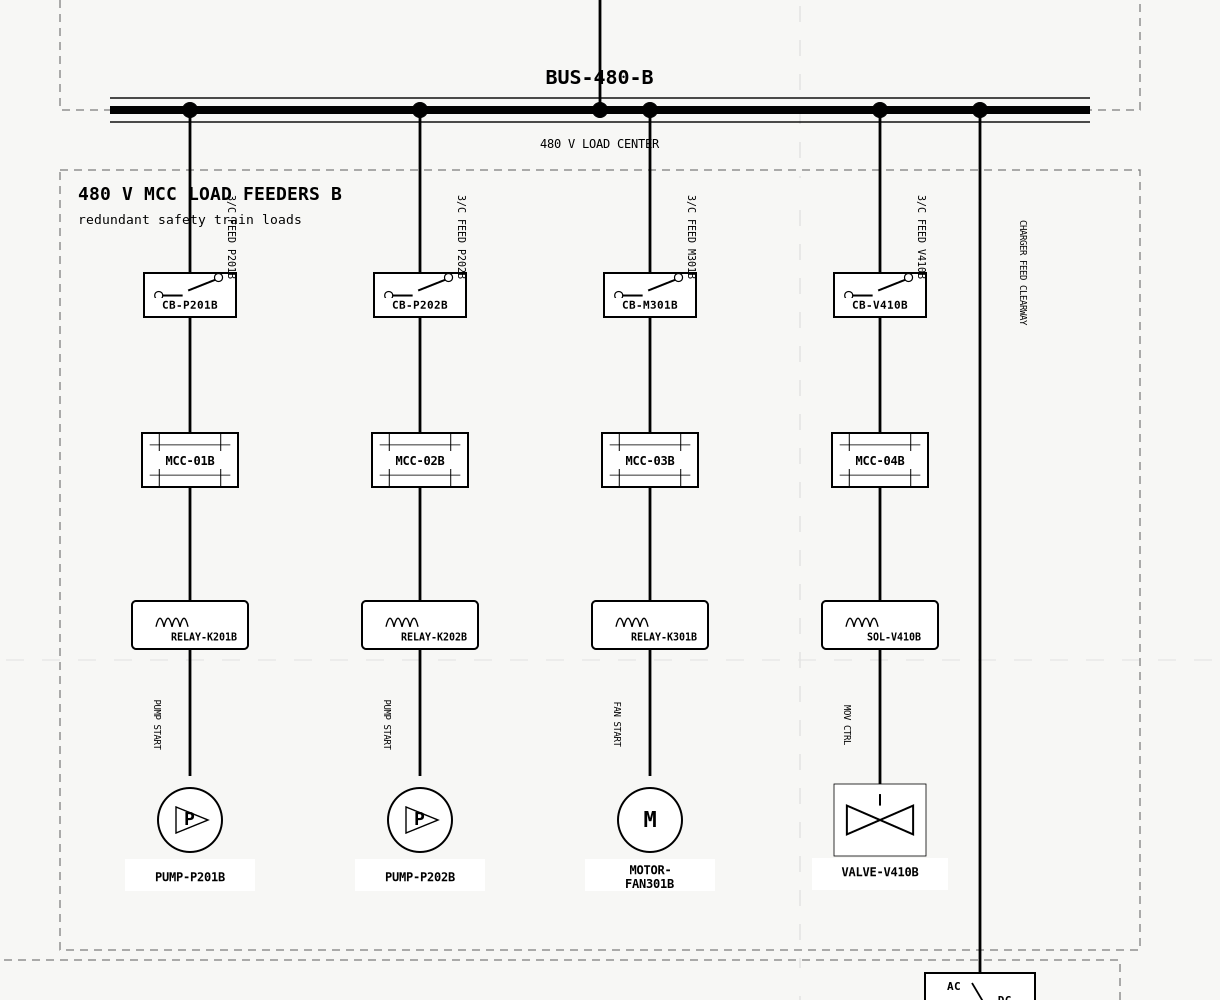 BUS-480-B
480 V LOAD CENTER
480 V MCC LOAD FEEDERS B
redundant safety train loads
3/C FEED P201B
3/C FEED P202B
3/C FEED M301B
3/C FEED V410B
CHARGER FEED CLEARWAY
CB-P201B
CB-P202B
CB-M301B
CB-V410B
MCC-01B
MCC-02B
MCC-03B
MCC-04B
RELAY-K201B
RELAY-K202B
RELAY-K301B
SOL-V410B
PUMP START
PUMP START
FAN START
MOV CTRL
P
P
M
PUMP-P201B
PUMP-P202B
MOTOR-
FAN301B
VALVE-V410B
AC
DC